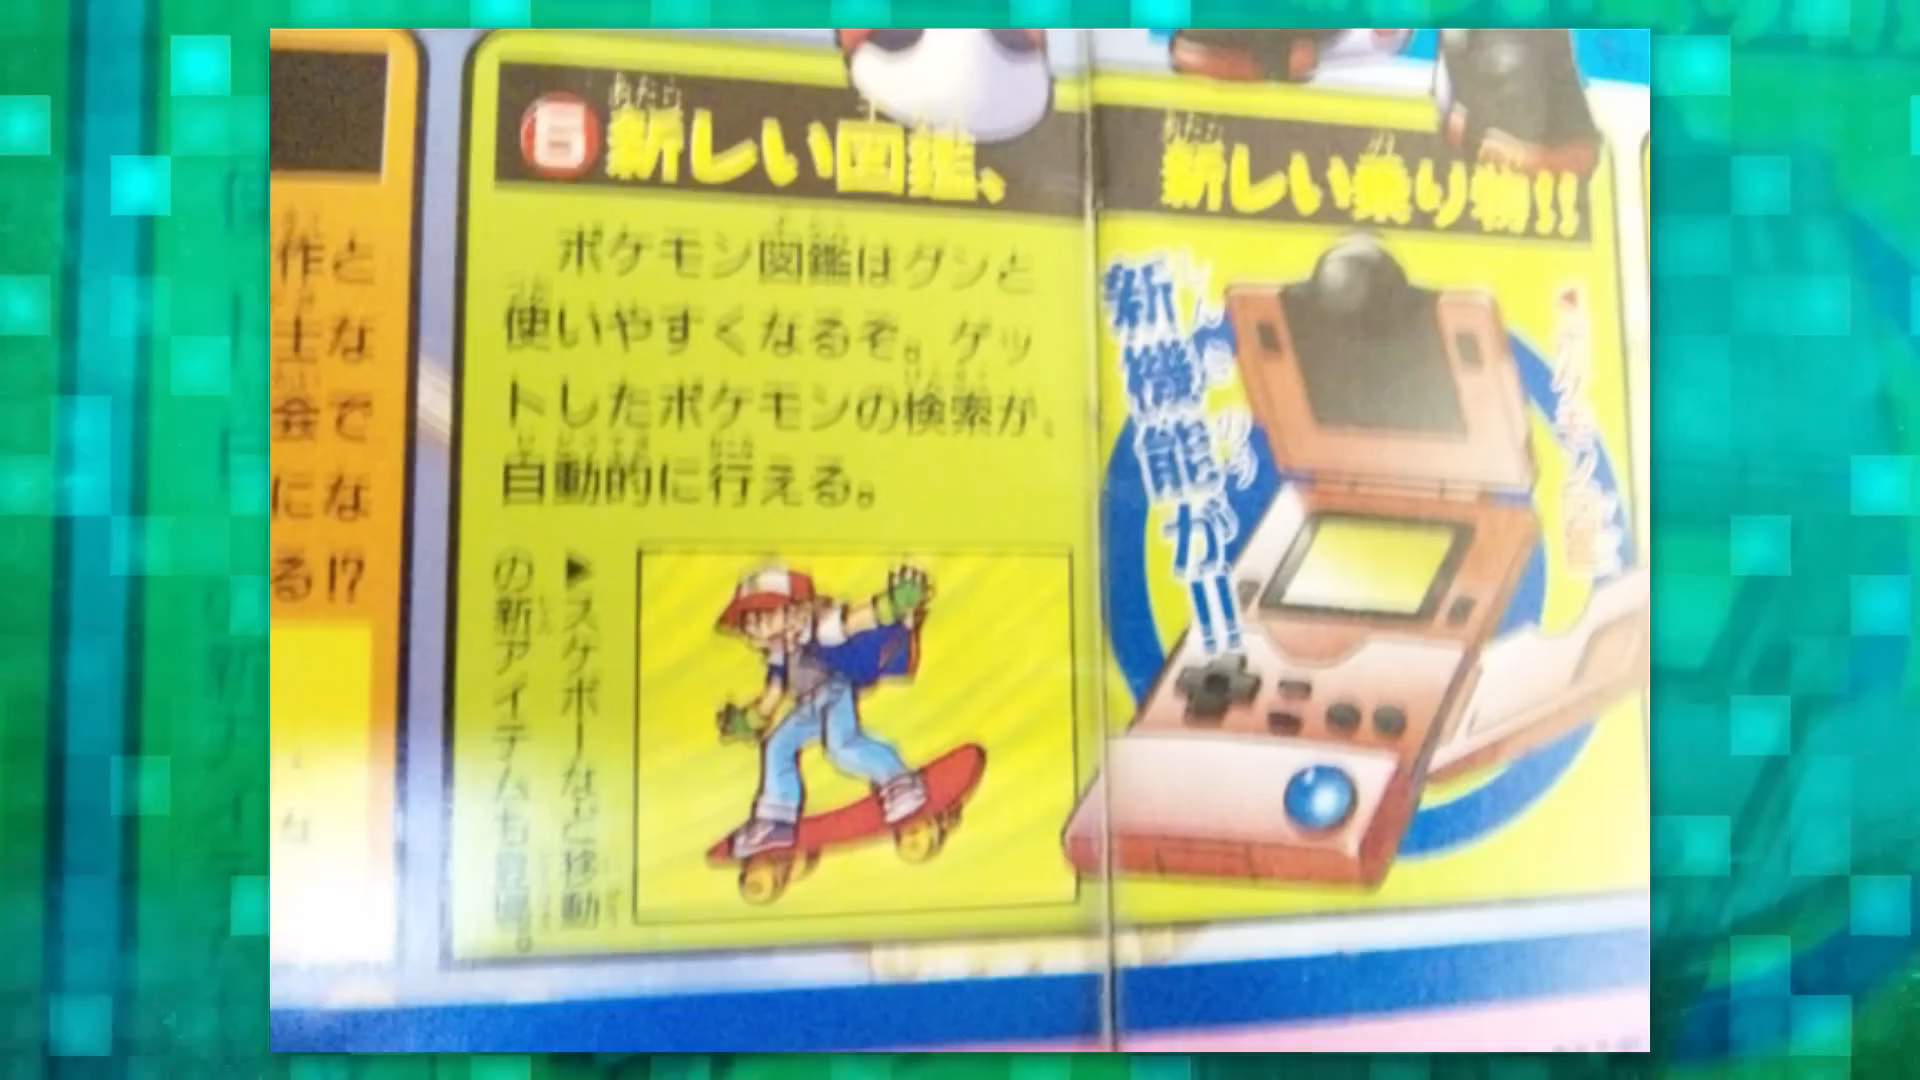 作と
士な
会で
にな
る!?
新しい図鑑、
新しい乗り物!!
ポケモン図鑑はグンと
使いやすくなるぞ。ゲッ
トしたポケモンの検索が、
自動的に行える。
▶スケボーなど移動
の新アイテムも登場。
新機能が!!